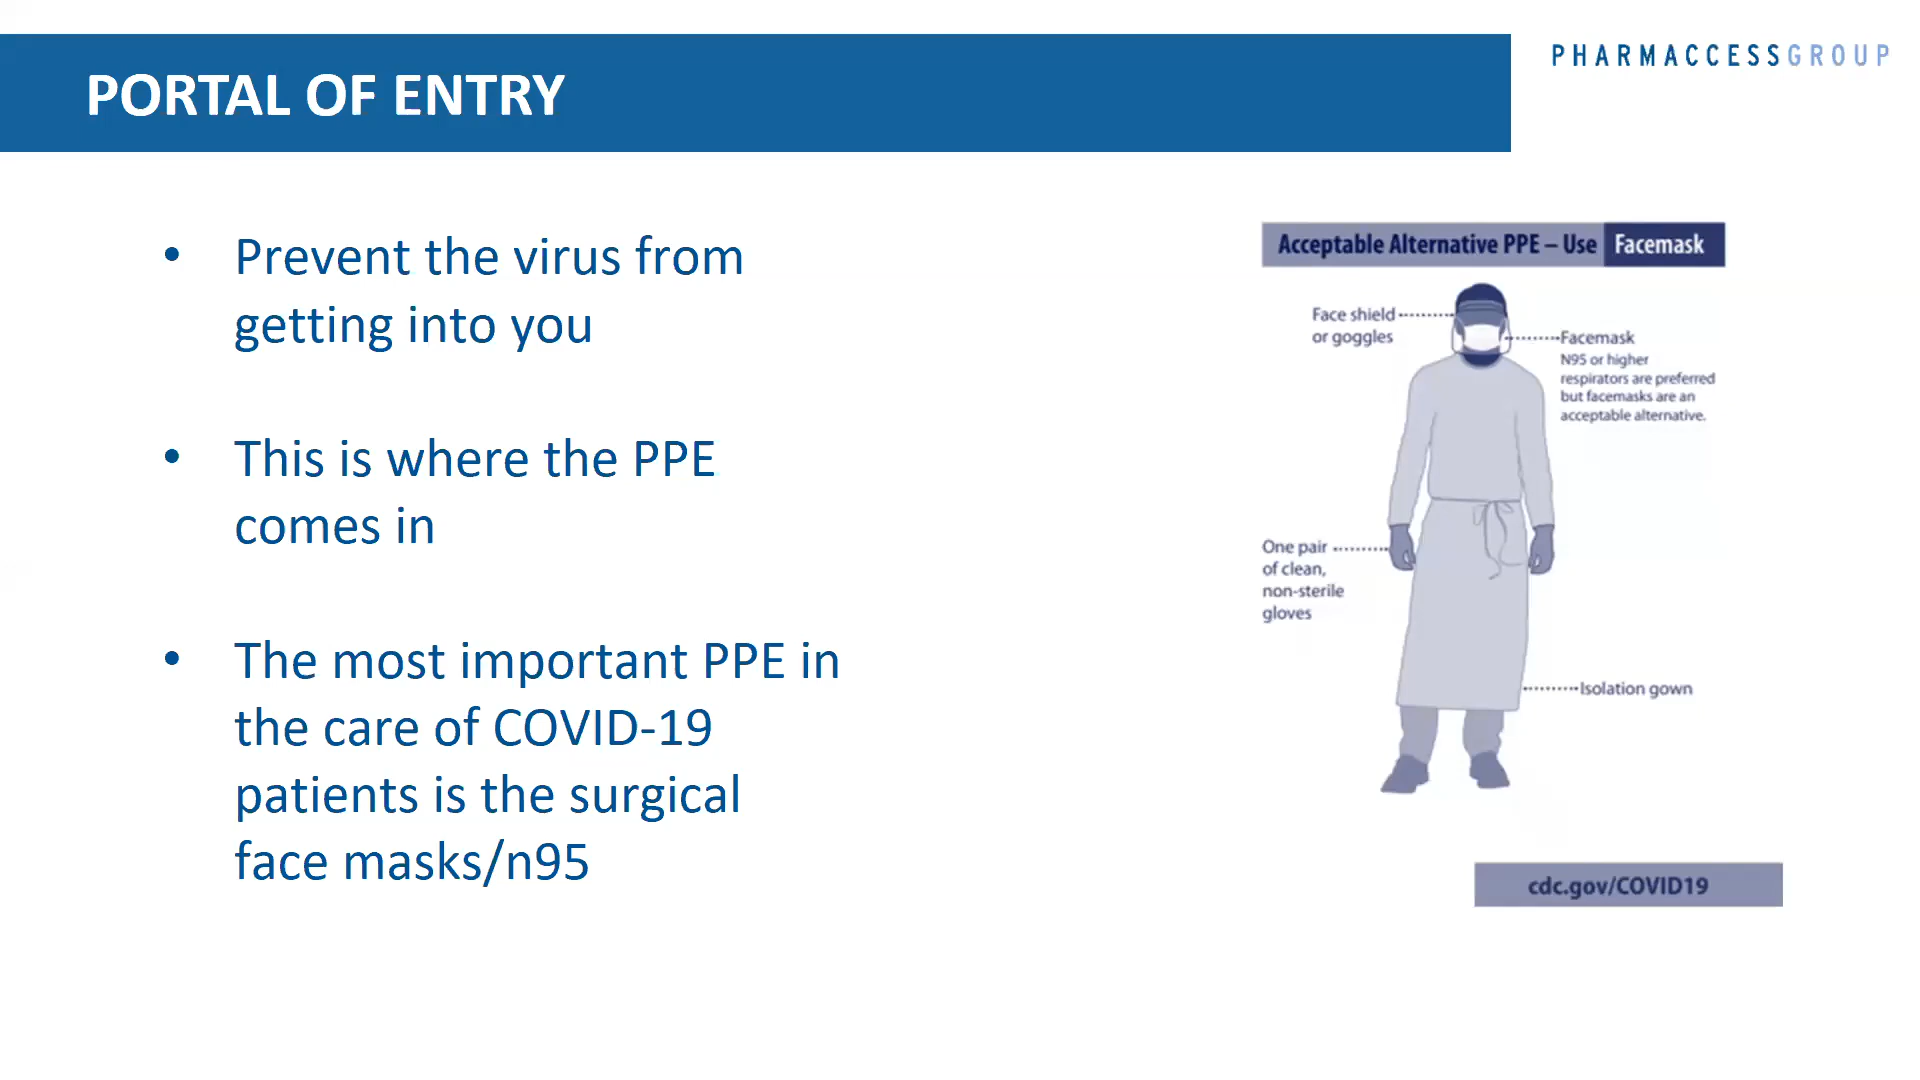 PORTAL OF ENTRY
PHARMACCESSGROUP
• Prevent the virus from
getting into you
• This is where the PPE
comes in
• The most important PPE in
the care of COVID-19
patients is the surgical
face masks/n95
Acceptable Alternative PPE – Use Facemask
Face shield
or goggles
Facemask
N95 or higher
respirators are preferred
but facemasks are an
acceptable alternative.
One pair
of clean,
non-sterile
gloves
Isolation gown
cdc.gov/COVID19